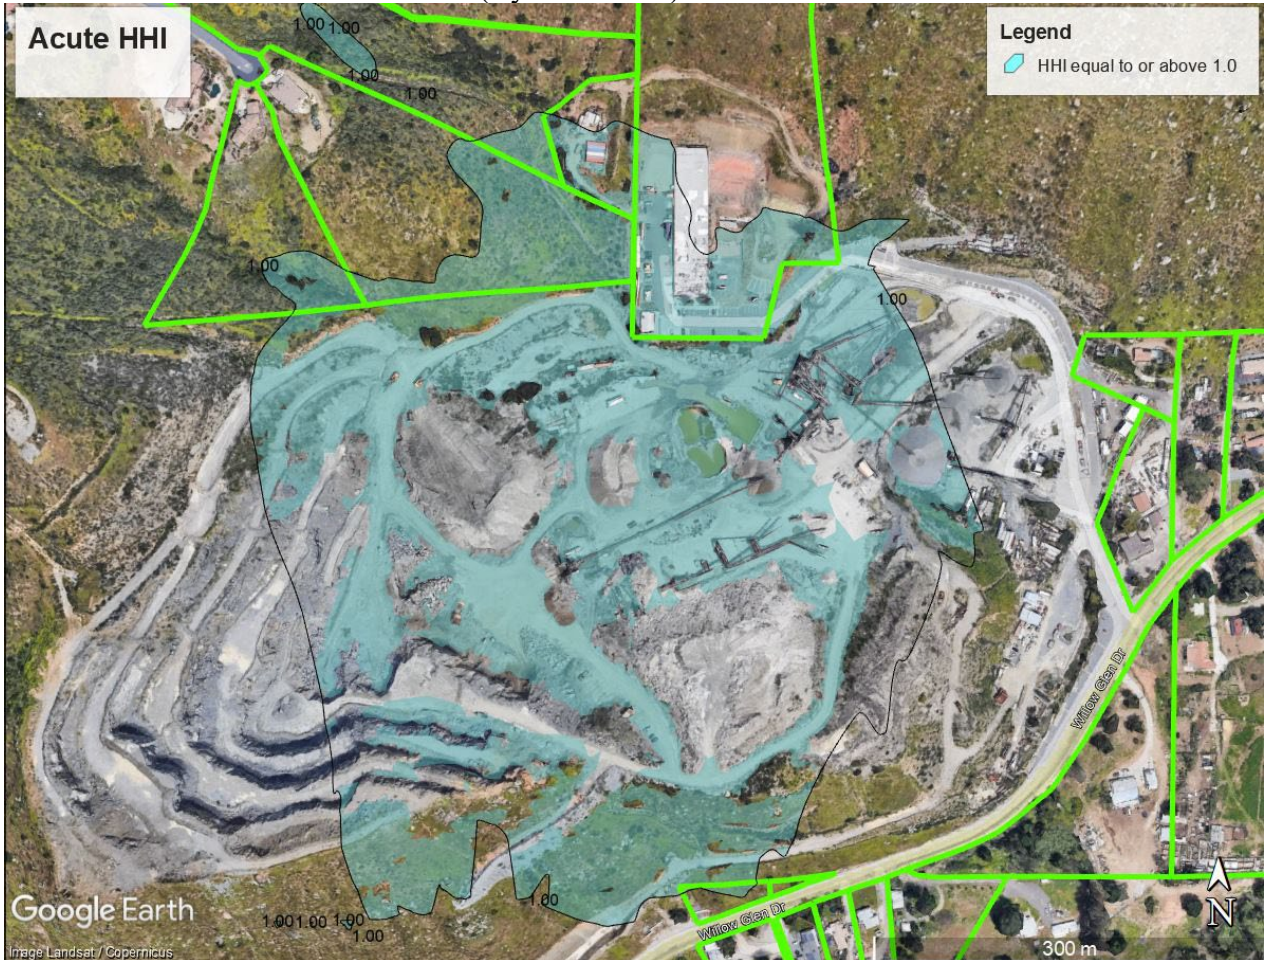 1.00 1.00
Acute HHI
Legend
HHI equal to or above 1.0
1.00
1.00
1.00
1.00
Willow Glen Dr
1.00
Willow Glen Dr
Google Earth
1.00 1.00 1.00
1.00
N
300 m
Image Landsat / Copernicus